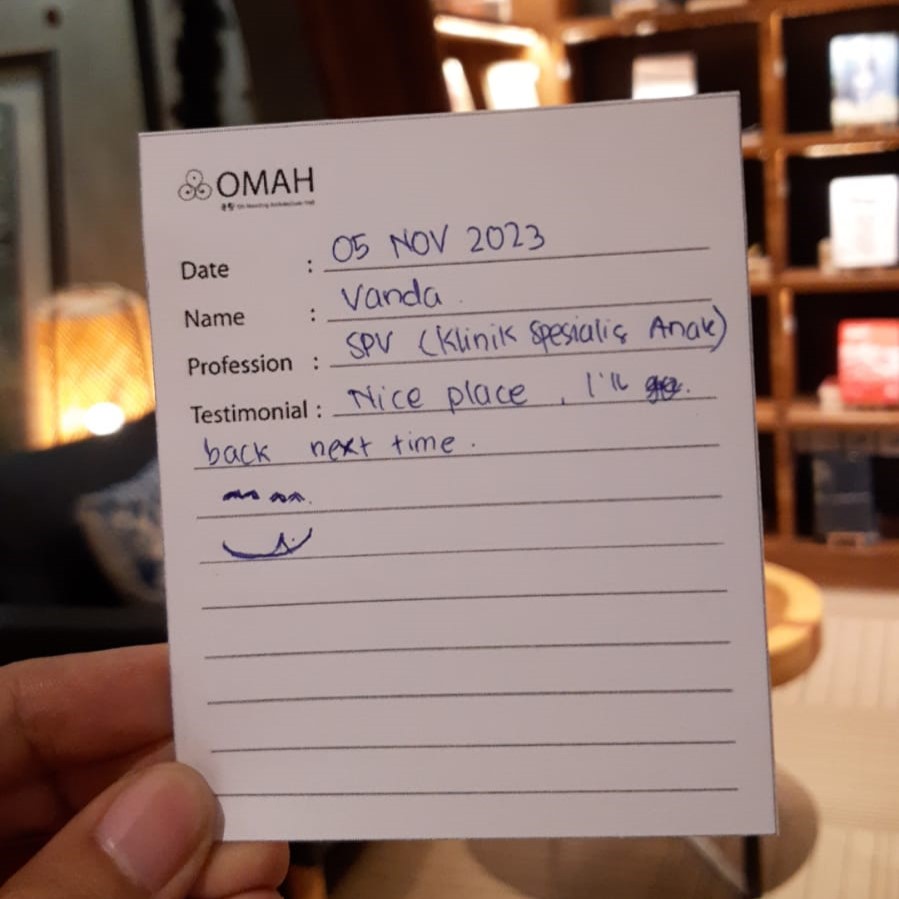 OMAH
Date : 05 NOV 2023
Name : Vanda
Profession : SPV (Klinik Spesialis Anak)
Testimonial : Nice place, I'll go.
back next time.